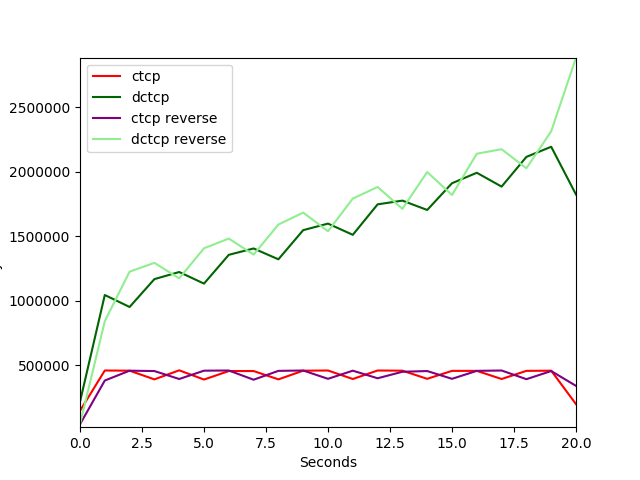 ctcp
dctcp
ctcp reverse
dctcp reverse
2500000
2000000
1500000
1000000
500000
0.0 2.5 5.0 7.5 10.0 12.5 15.0 17.5 20.0
Seconds